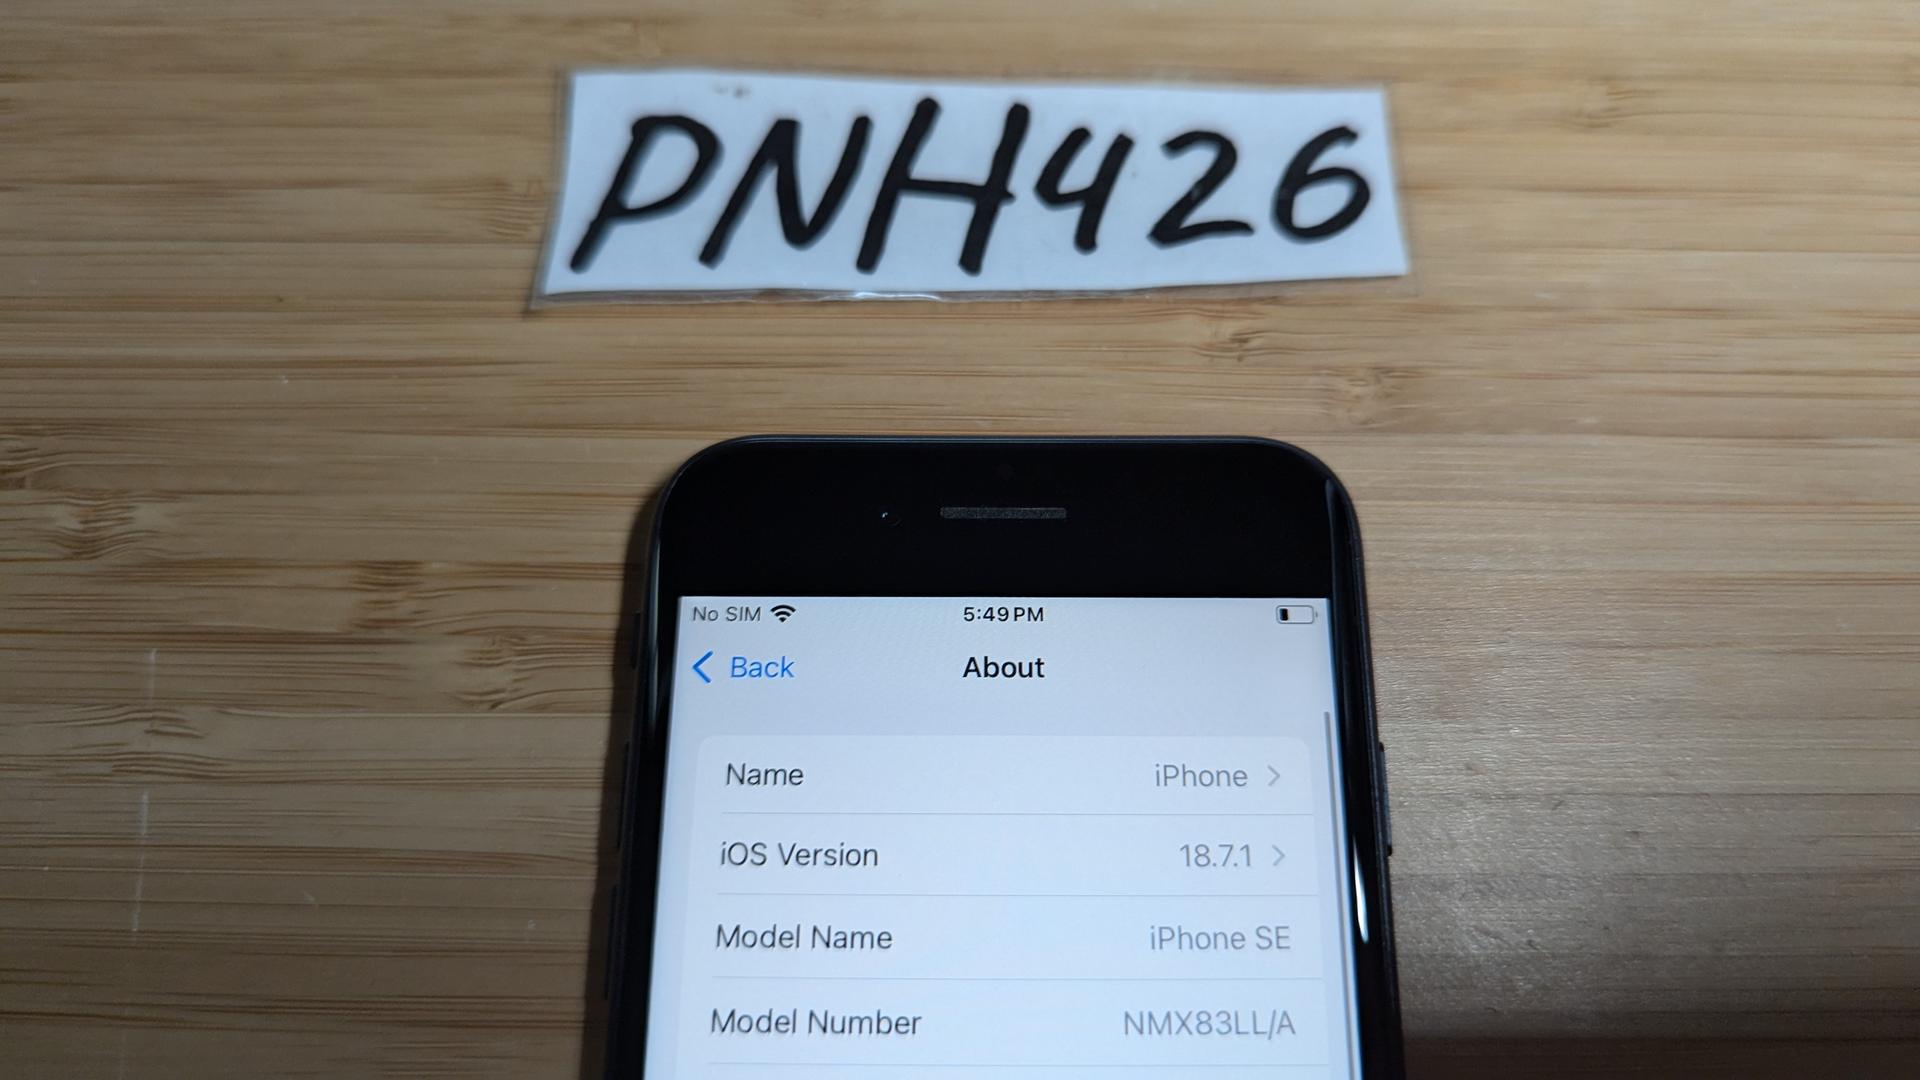 PNH426
No SIM 5:49 PM
Back About
Name iPhone
iOS Version 18.7.1
Model Name iPhone SE
Model Number NMX83LL/A